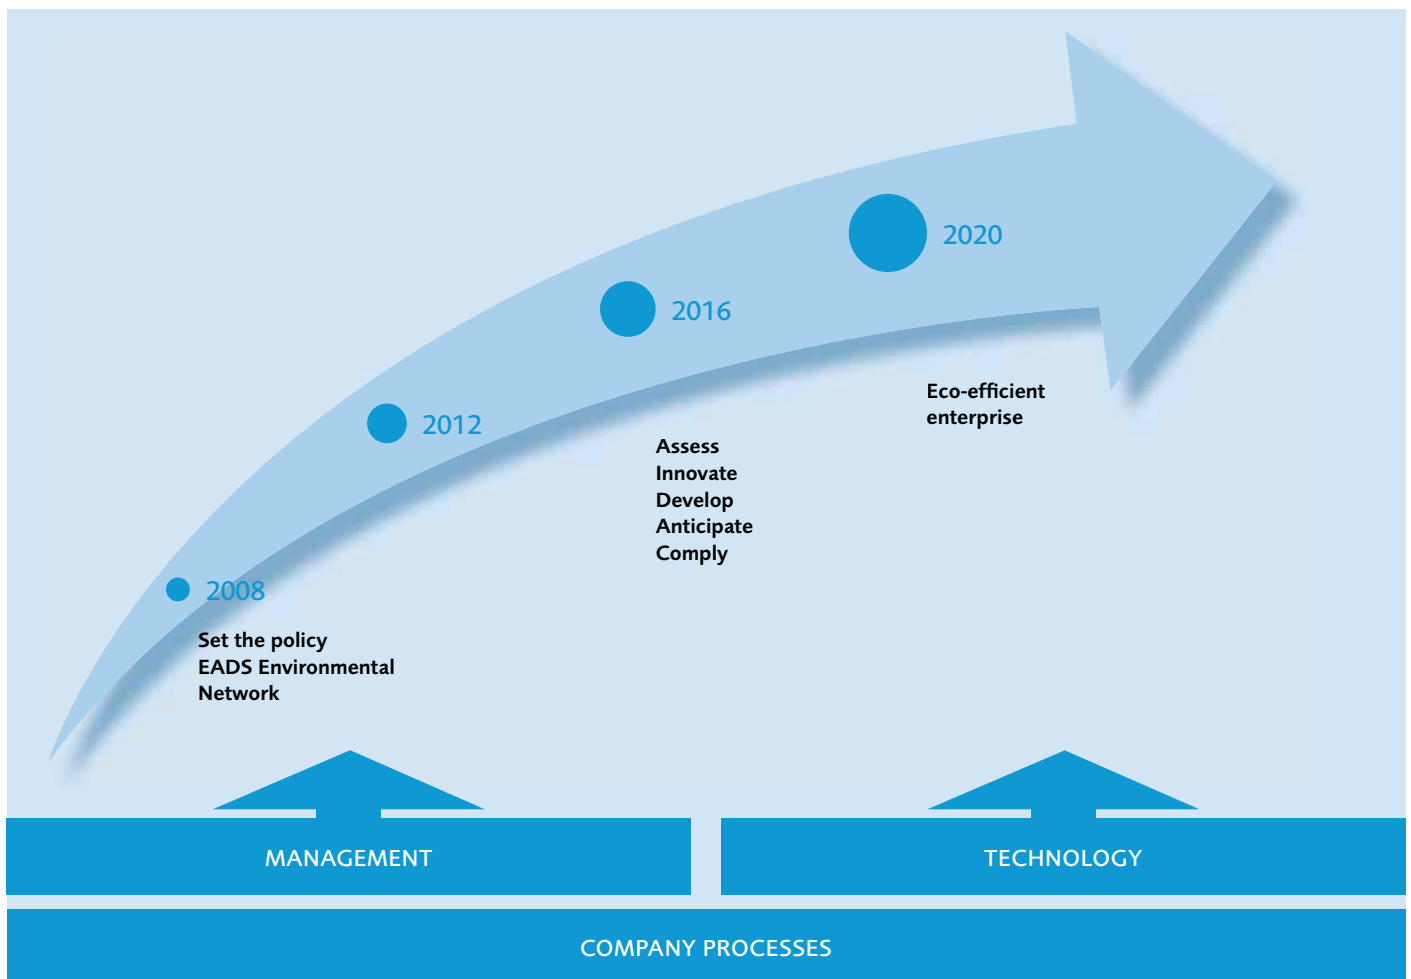 2020
2016
Eco-efficient
enterprise
2012
Assess
Innovate
Develop
Anticipate
Comply
2008
Set the policy
EADS Environmental
Network
MANAGEMENT
TECHNOLOGY
COMPANY PROCESSES